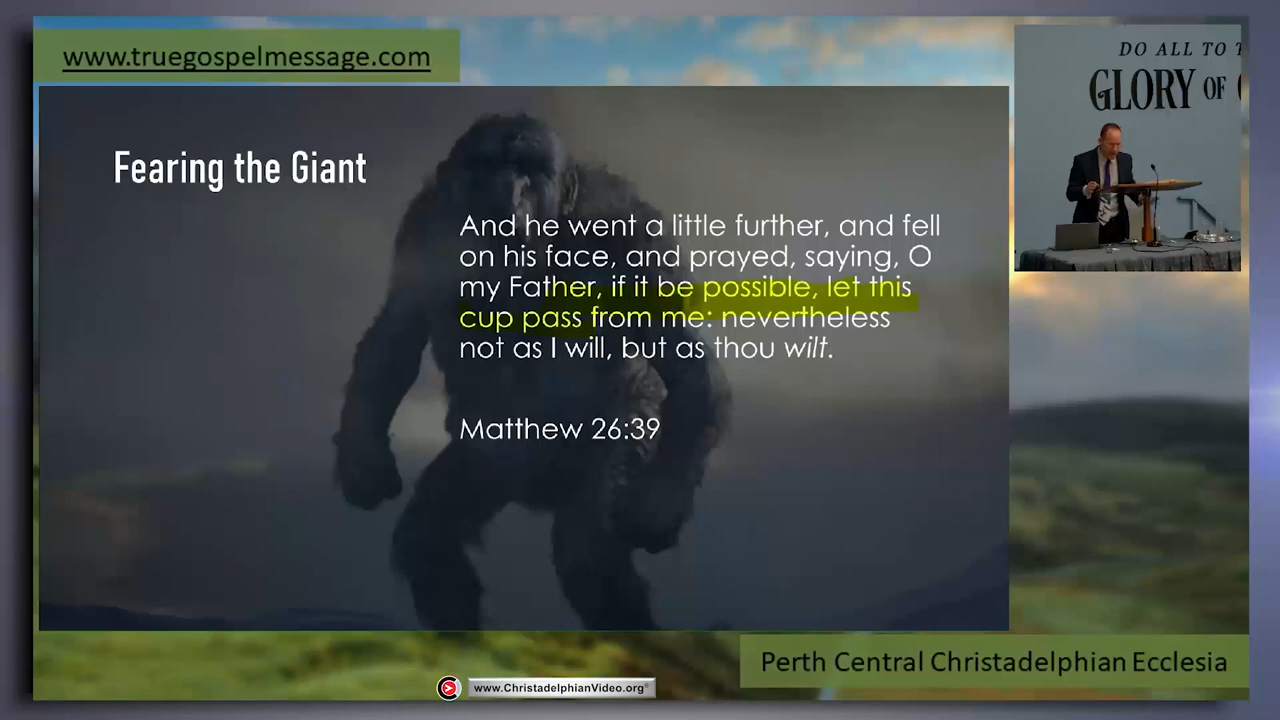 www.truegospelmessage.com
DO ALL TO
GLORY OF
Fearing the Giant
And he went a little further, and fell
on his face, and prayed, saying, O
my Father, if it be possible, let this
cup pass from me: nevertheless
not as I will, but as thou wilt.
Matthew 26:39
Perth Central Christadelphian Ecclesia
www.ChristadelphianVideo.org